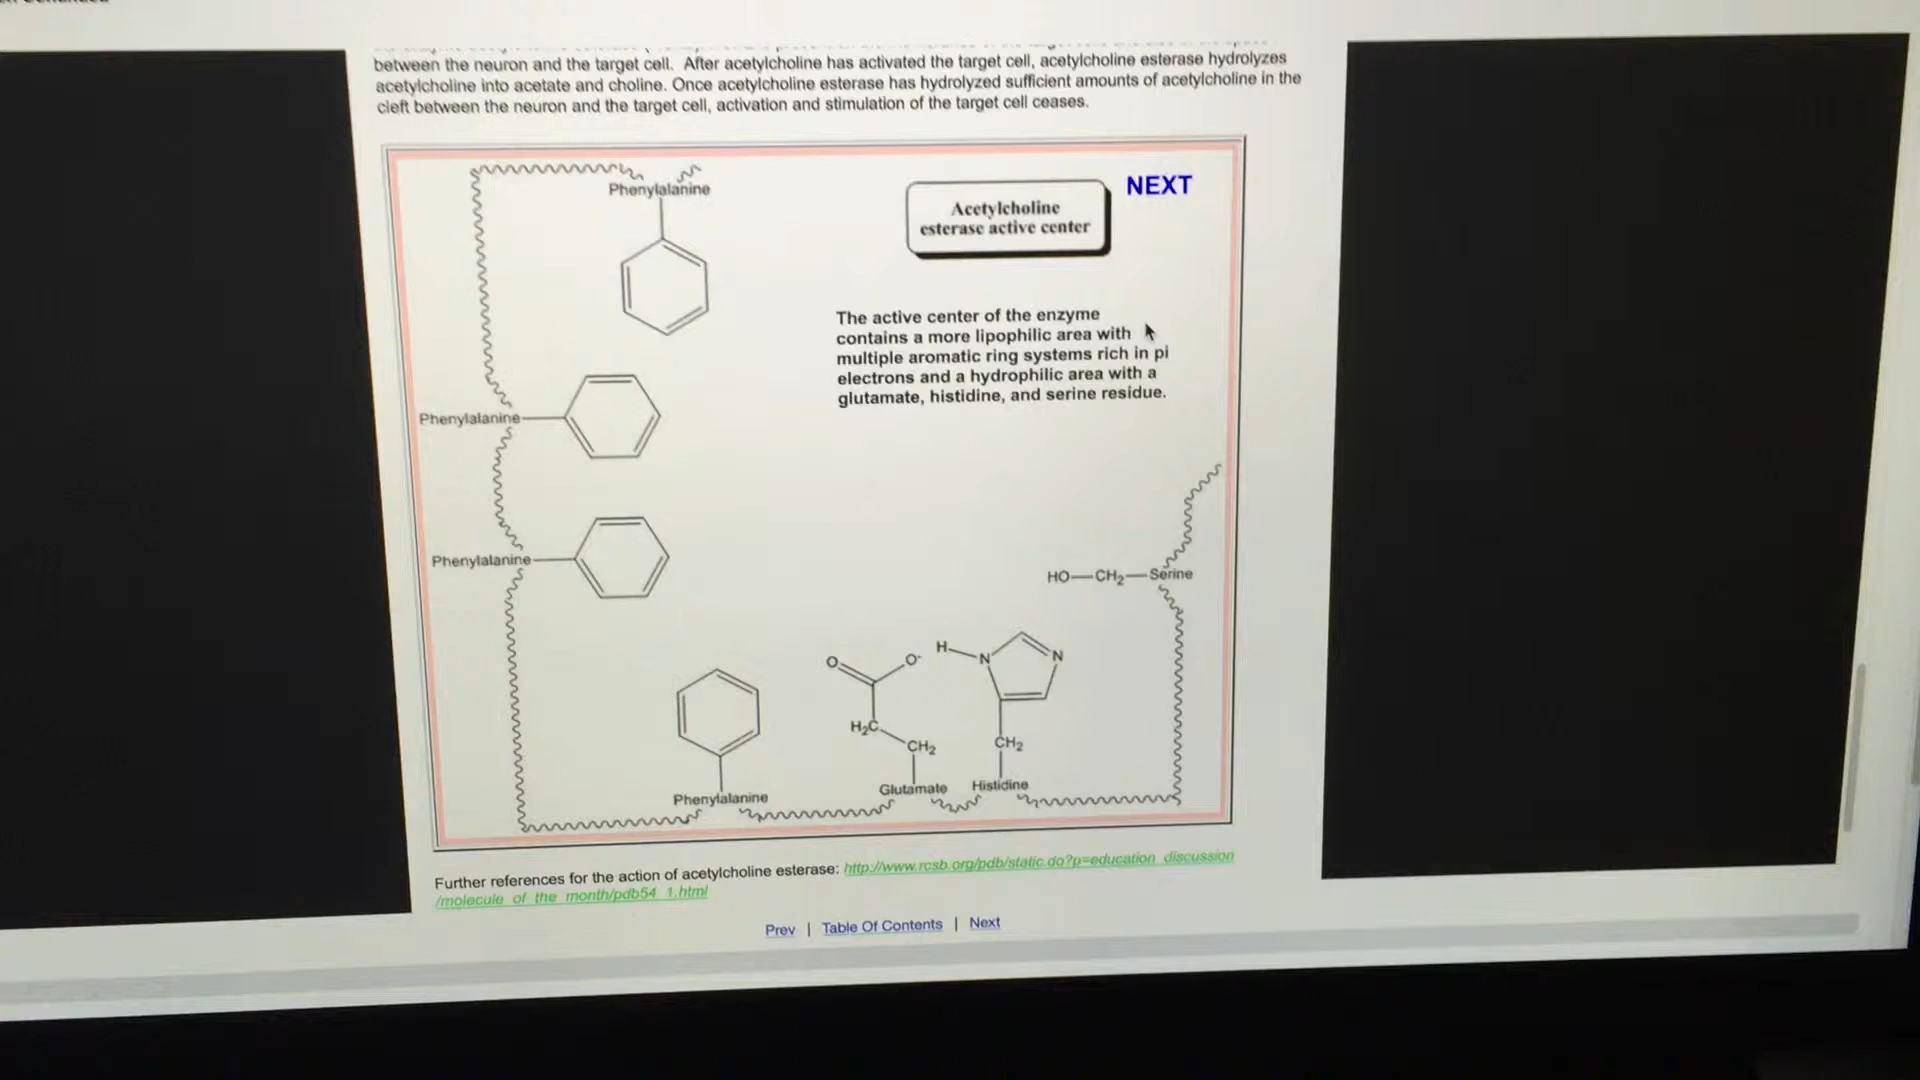 between the neuron and the target cell. After acetylcholine has activated the target cell, acetylcholine esterase hydrolyzes
acetylcholine into acetate and choline. Once acetylcholine esterase has hydrolyzed sufficient amounts of acetylcholine in the
cleft between the neuron and the target cell, activation and stimulation of the target cell ceases.
Phenylalanine
NEXT
Acetylcholine
esterase active center
The active center of the enzyme
contains a more lipophilic area with
multiple aromatic ring systems rich in pi
electrons and a hydrophilic area with a
glutamate, histidine, and serine residue.
Phenylalanine
Phenylalanine
HO—CH₂—Serine
O
O-
H
N
N
H₂C
CH₂
CH₂
Phenylalanine
Glutamate
Histidine
Further references for the action of acetylcholine esterase: http://www.rcsb.org/pdb/static.do?p=education_discussion
/molecule_of_the_month/pdb54_1.html
Prev | Table Of Contents | Next